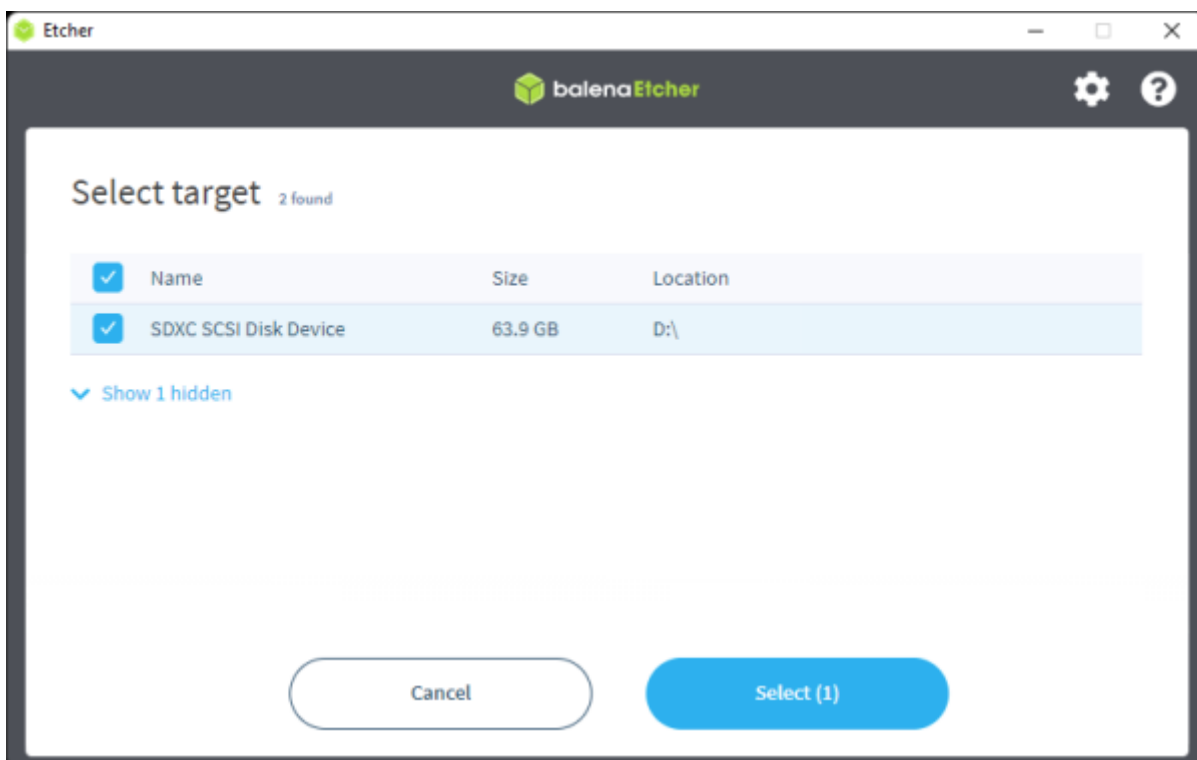 Etcher
balenaEtcher
Select target 2 found
Name Size Location
SDXC SCSI Disk Device 63.9 GB D:\
Show 1 hidden
Cancel Select (1)